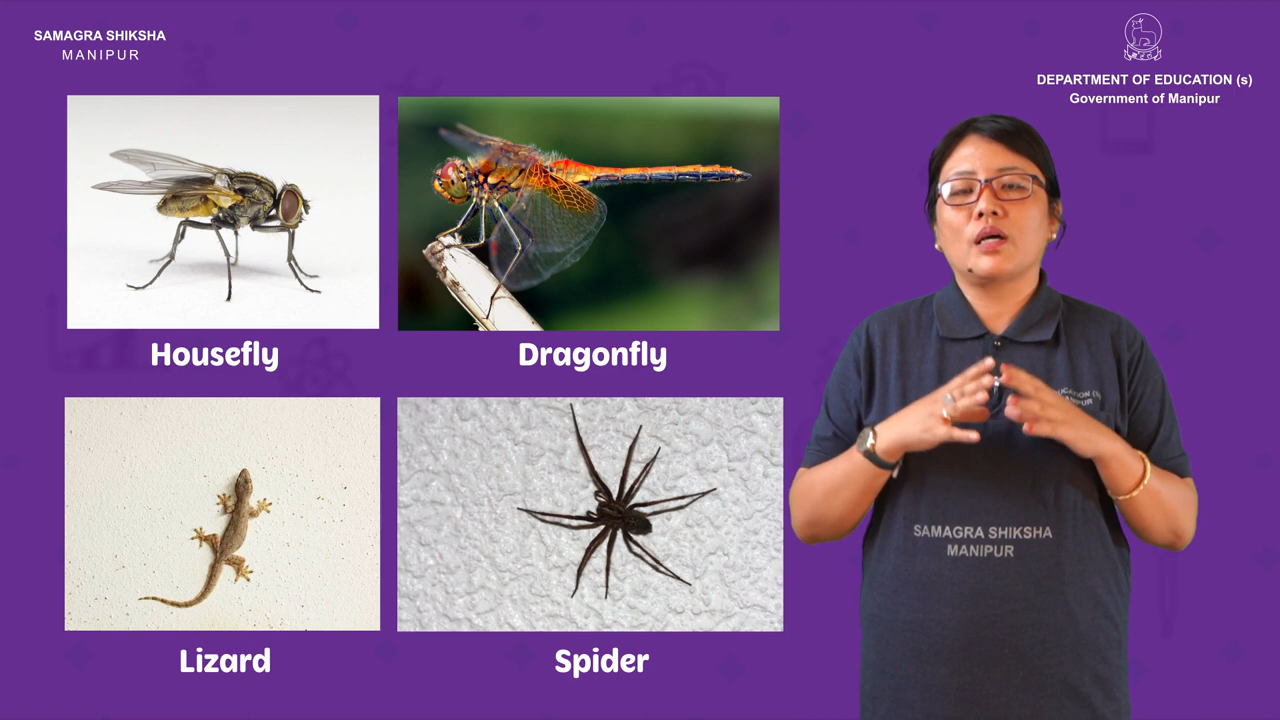 SAMAGRA SHIKSHA
MANIPUR
DEPARTMENT OF EDUCATION (s)
Government of Manipur
Housefly
Dragonfly
Lizard
Spider
SAMAGRA SHIKSHA
MANIPUR